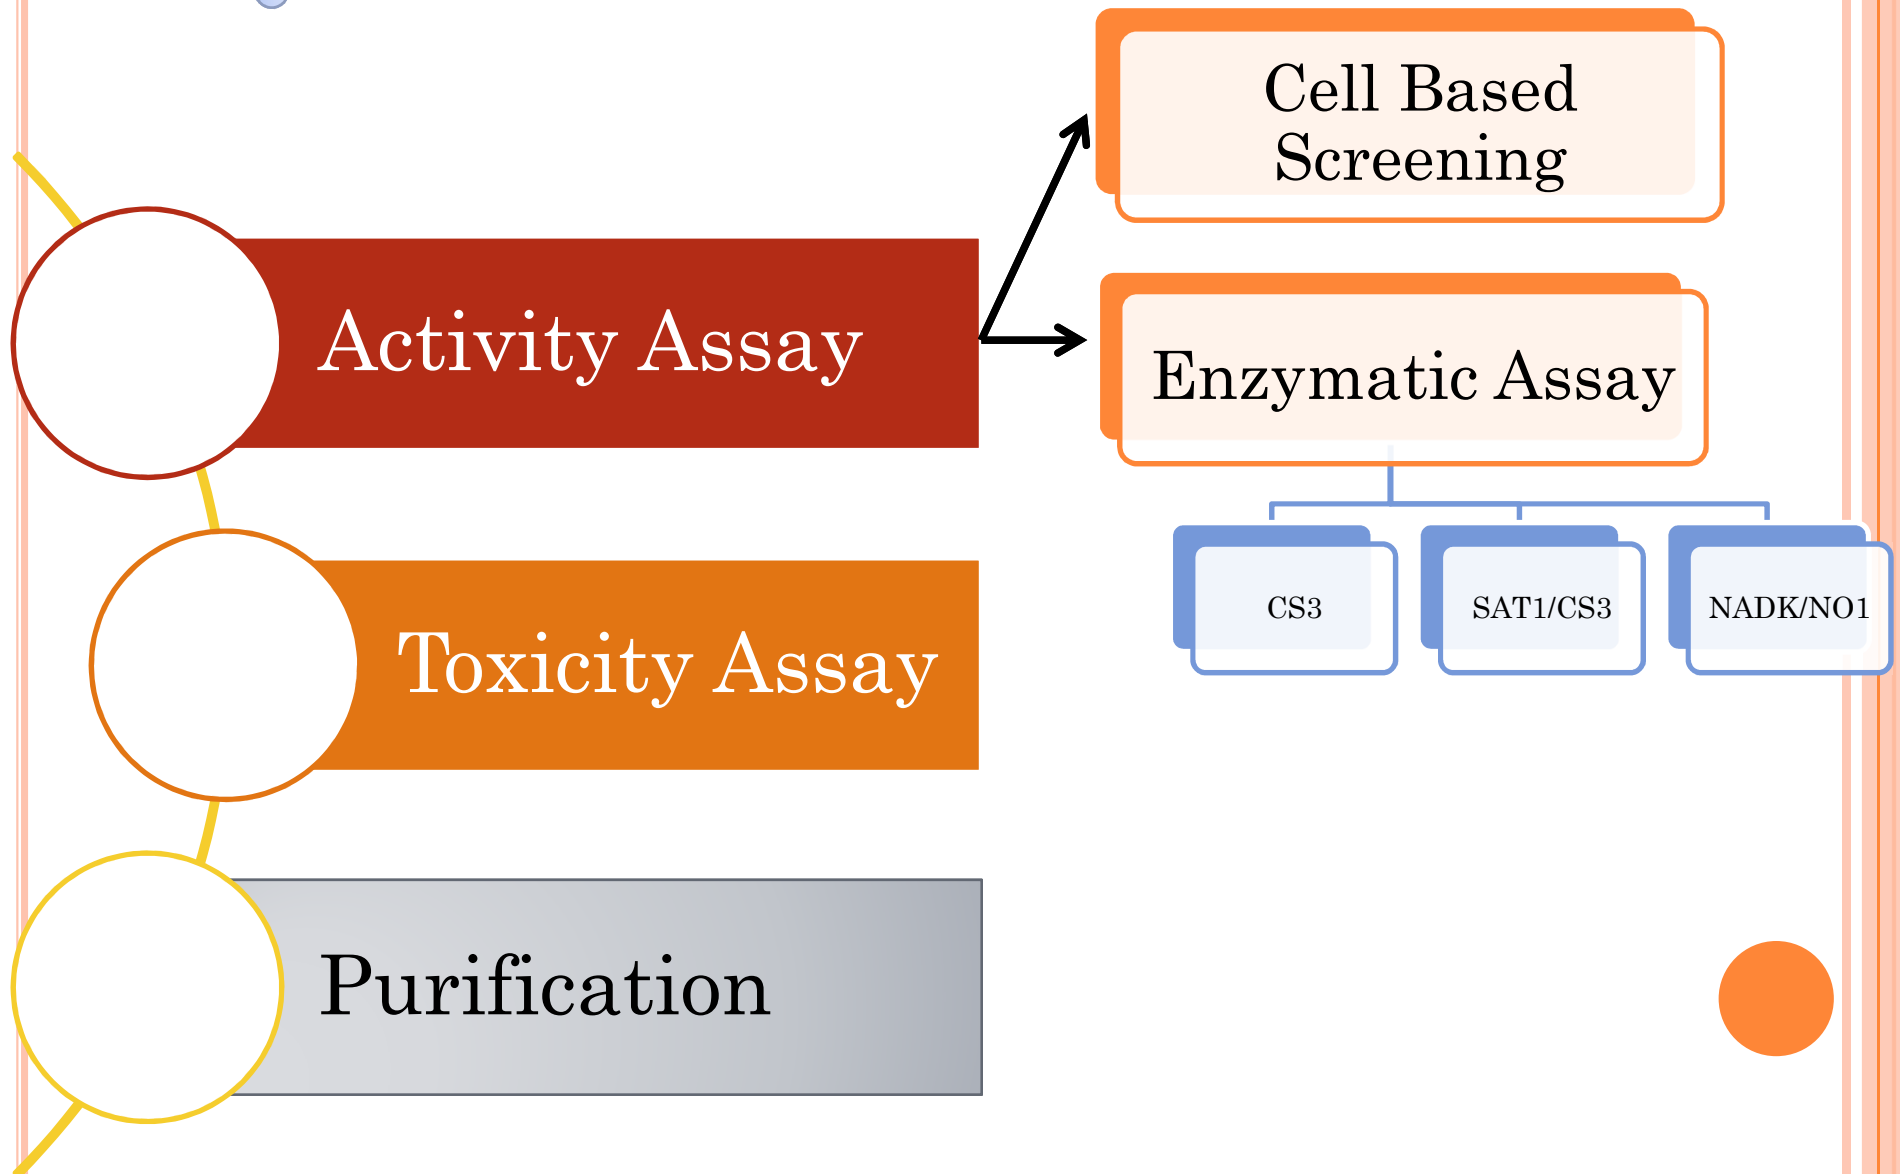 Cell Based
Screening
Activity Assay
Enzymatic Assay
CS3
SAT1/CS3
NADK/NO1
Toxicity Assay
Purification